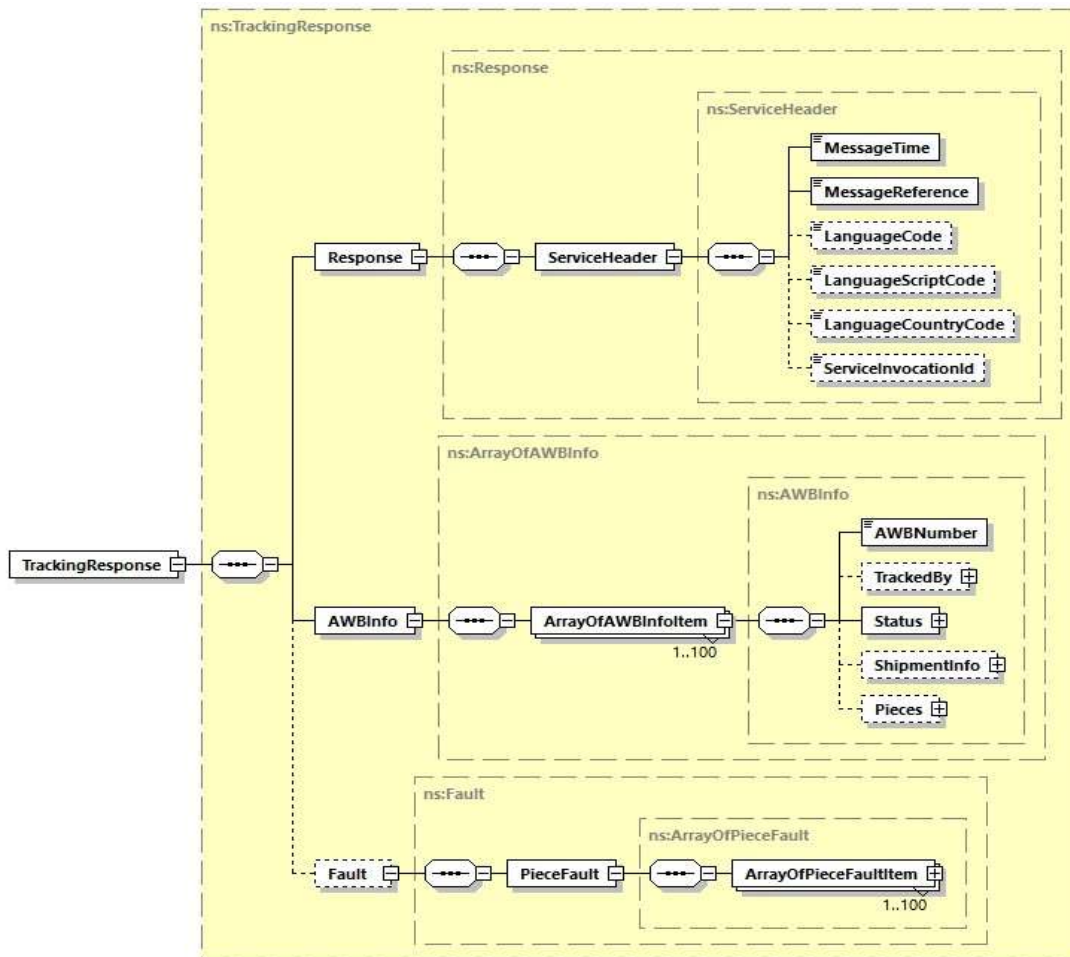 ns:TrackingResponse
ns:Response
ns:ServiceHeader
MessageTime
MessageReference
LanguageCode
Response
ServiceHeader
LanguageScriptCode
LanguageCountryCode
ServiceInvocationId
ns:ArrayOfAWBInfo
ns:AWBInfo
AWBNumber
TrackingResponse
TrackedBy
AWBInfo
ArrayOfAWBInfoItem
Status
1..100
ShipmentInfo
Pieces
ns:Fault
ns:ArrayOfPieceFault
Fault
PieceFault
ArrayOfPieceFaultItem
1..100